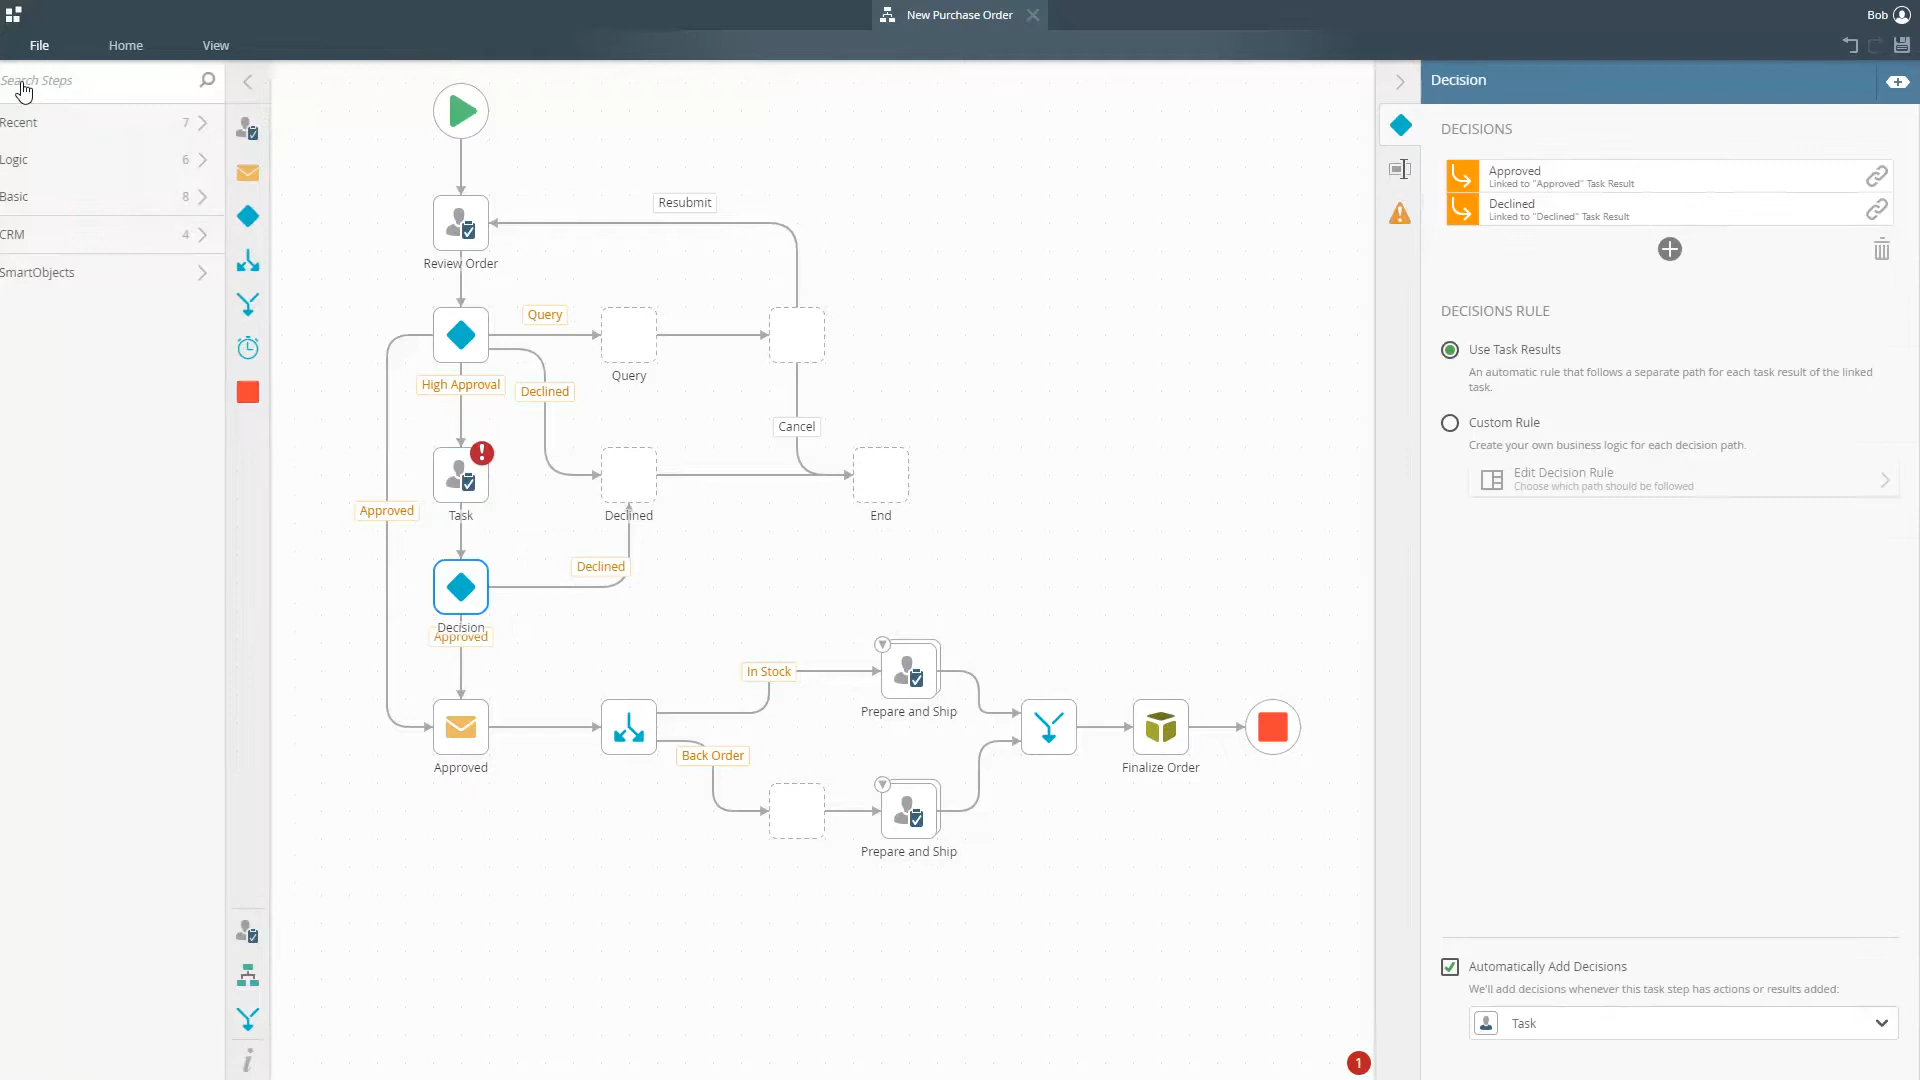 New Purchase Order
Bob
File
Home
View
Search Steps
Recent
7
Logic
6
Basic
8
CRM
4
SmartObjects
Resubmit
Review Order
Query
Query
High Approval
Declined
Cancel
Approved
Task
Declined
End
Declined
Decision
Approved
In Stock
Prepare and Ship
Back Order
Approved
Finalize Order
Prepare and Ship
1
Decision
DECISIONS
Approved
Linked to "Approved" Task Result
Declined
Linked to "Declined" Task Result
DECISIONS RULE
Use Task Results
An automatic rule that follows a separate path for each task result of the linked
task.
Custom Rule
Create your own business logic for each decision path.
Edit Decision Rule
Choose which path should be followed
Automatically Add Decisions
We'll add decisions whenever this task step has actions or results added:
Task